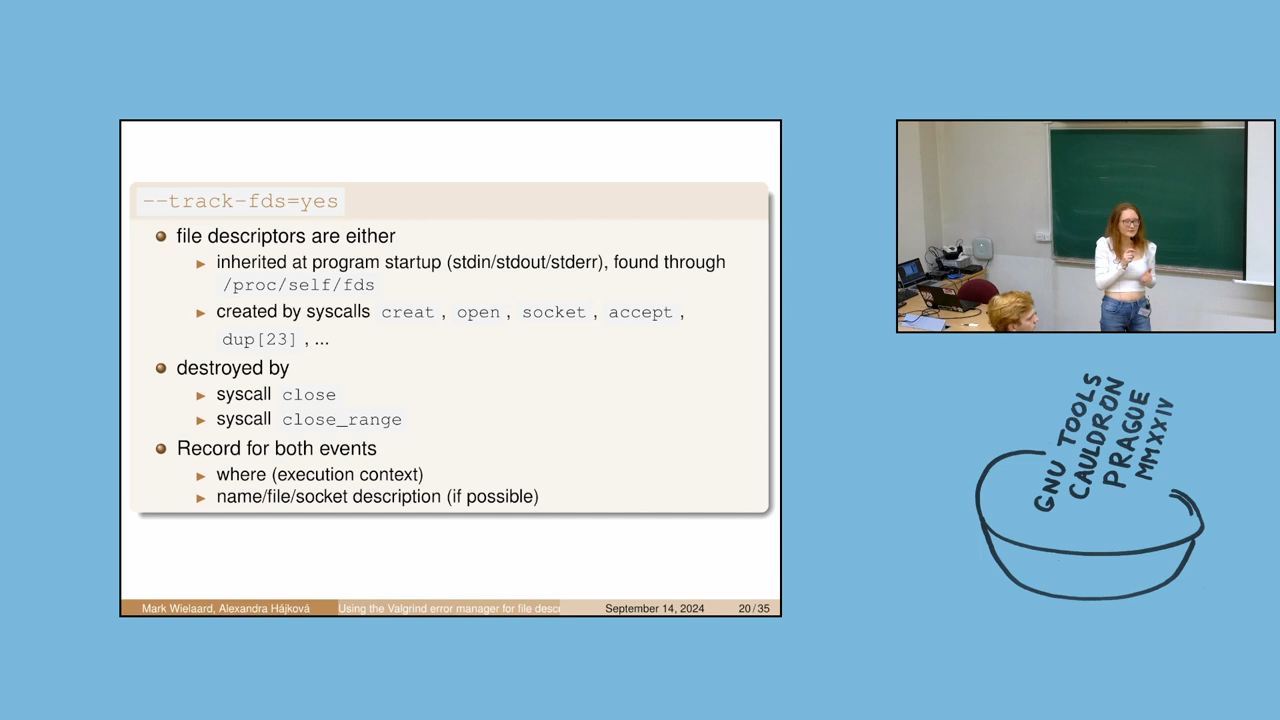 --track-fds=yes
file descriptors are either
inherited at program startup (stdin/stdout/stderr), found through
/proc/self/fds
created by syscalls creat , open , socket , accept ,
dup[23] , ...
destroyed by
syscall close
syscall close_range
Record for both events
where (execution context)
name/file/socket description (if possible)
Mark Wielaard, Alexandra Hájková Using the Valgrind error manager for file descr September 14, 2024 20 / 35
GNU TOOLS
CAULDRON
PRAGUE
MMXXIV